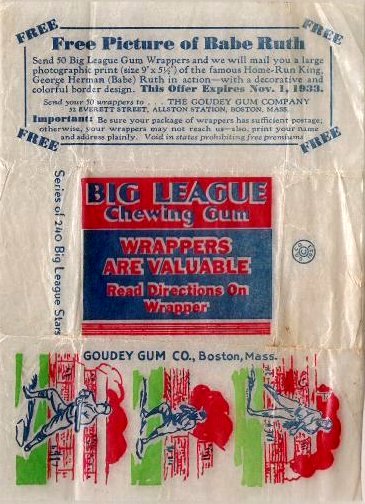 FREE FREE
Free Picture of Babe Ruth
Send 50 Big League Gum Wrappers and we will mail you a large
photographic print (size 9" x 5½") of the famous Home-Run King,
George Herman (Babe) Ruth in action—with a decorative and
colorful border design. This Offer Expires Nov. 1, 1933.
Send your 50 wrappers to . . . THE GOUDEY GUM COMPANY
52 EVERETT STREET, ALLSTON STATION, BOSTON, MASS.
Important: Be sure your package of wrappers has sufficient postage;
otherwise, your wrappers may not reach us—also, print your name
and address plainly. Void in states prohibiting free premiums
FREE FREE
Series of 240 Big League Stars
BIG LEAGUE
Chewing Gum
WRAPPERS
ARE VALUABLE
Read Directions On
Wrapper
GOUDEY GUM CO., Boston, Mass.